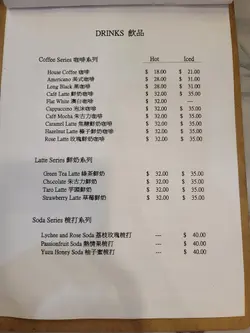 DRINKS 飲品
Coffee Series 咖啡系列 Hot Iced
House Coffee 咖啡 $ 18.00 $ 21.00
Americano 美式咖啡 $ 28.00 $ 31.00
Long Black 黑咖啡 $ 28.00 $ 31.00
Café Latte 鮮奶咖啡 $ 32.00 $ 35.00
Flat White 澳白咖啡 $ 32.00 ---
Cappuccino 泡沫咖啡 $ 32.00 $ 35.00
Café Mocha 朱古力咖啡 $ 32.00 $ 35.00
Caramel Latte 焦糖鮮奶咖啡 $ 32.00 $ 35.00
Hazelnut Latte 榛子鮮奶咖啡 $ 32.00 $ 35.00
Rose Latte 玫瑰鮮奶咖啡 $ 32.00 $ 35.00
Latte Series 鮮奶系列
Green Tea Latte 綠茶鮮奶 $ 32.00 $ 35.00
Chocolate 朱古力鮮奶 $ 32.00 $ 35.00
Taro Latte 芋頭鮮奶 $ 32.00 $ 35.00
Strawberry Latte 草莓鮮奶 $ 32.00 $ 35.00
Soda Series 梳打系列
Lychee and Rose Soda 荔枝玫瑰梳打 --- $ 40.00
Passionfruit Soda 熱情果梳打 --- $ 40.00
Yuzu Honey Soda 柚子蜜梳打 --- $ 40.00